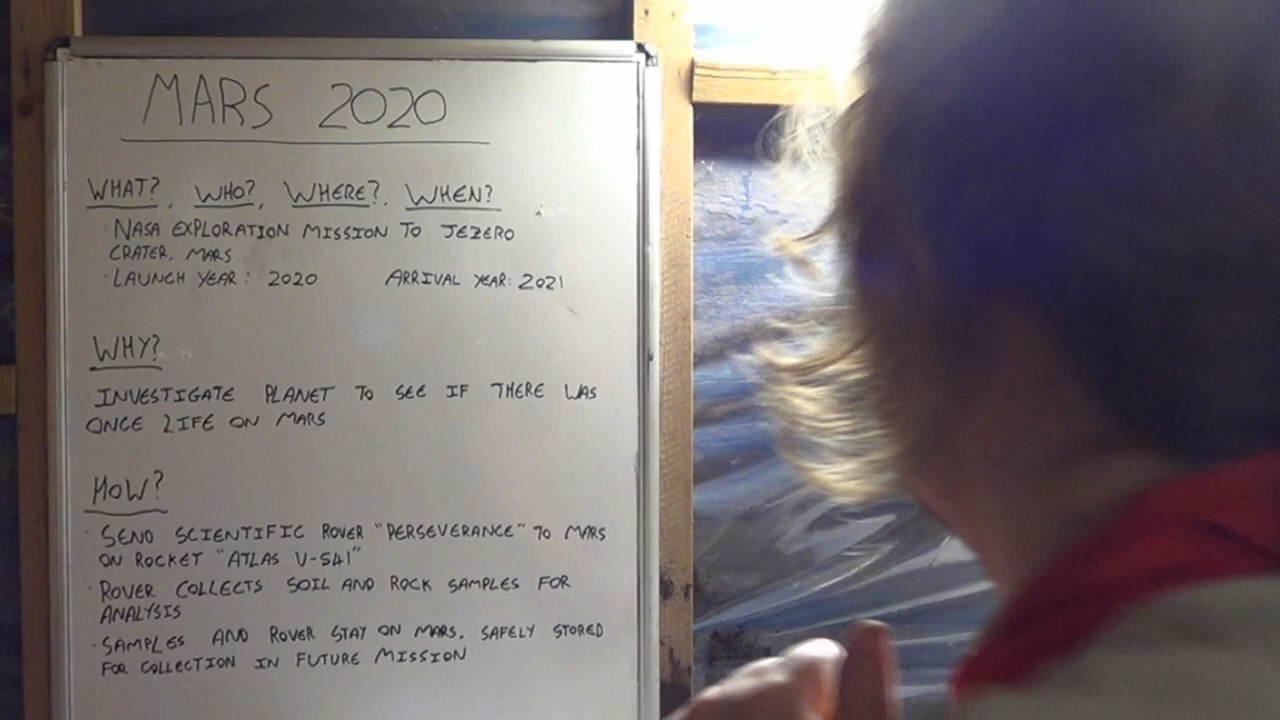 MARS 2020
WHAT?, WHO?, WHERE?, WHEN?
· NASA EXPLORATION MISSION TO JEZERO
CRATER, MARS
· LAUNCH YEAR: 2020 ARRIVAL YEAR: 2021
WHY?
· INVESTIGATE PLANET TO SEE IF THERE WAS
ONCE LIFE ON MARS
HOW?
· SEND SCIENTIFIC ROVER "PERSEVERANCE" TO MARS
ON ROCKET "ATLAS V-541"
· ROVER COLLECTS SOIL AND ROCK SAMPLES FOR
ANALYSIS
· SAMPLES AND ROVER STAY ON MARS, SAFELY STORED
FOR COLLECTION IN FUTURE MISSION